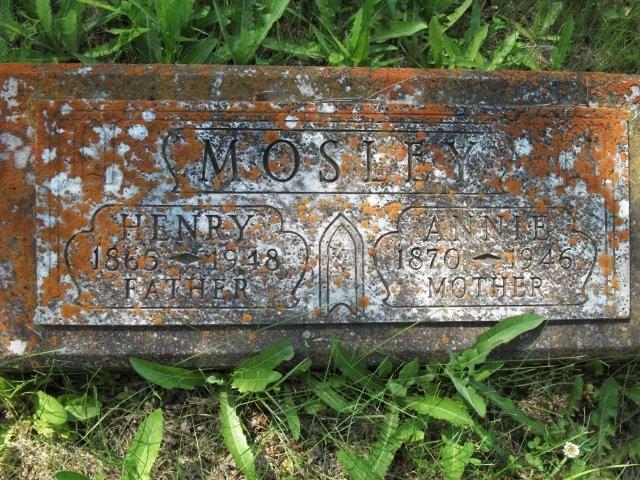 MOSLEY
HENRY
1865 1948
FATHER
ANNIE
1870 1946
MOTHER